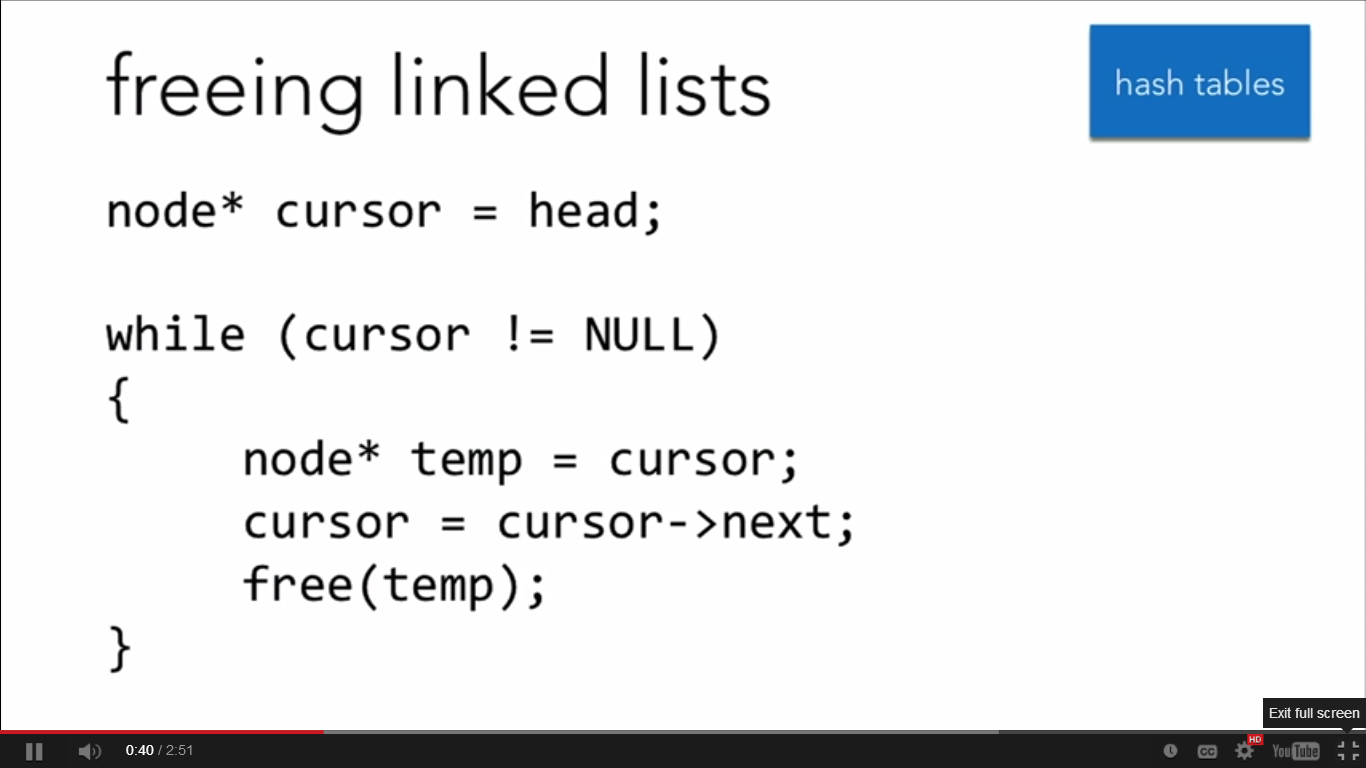 freeing linked lists
hash tables
node* cursor = head;
while (cursor != NULL)
{
node* temp = cursor;
cursor = cursor->next;
free(temp);
}
Exit full screen
0:40 / 2:51
CC
HD
YouTube